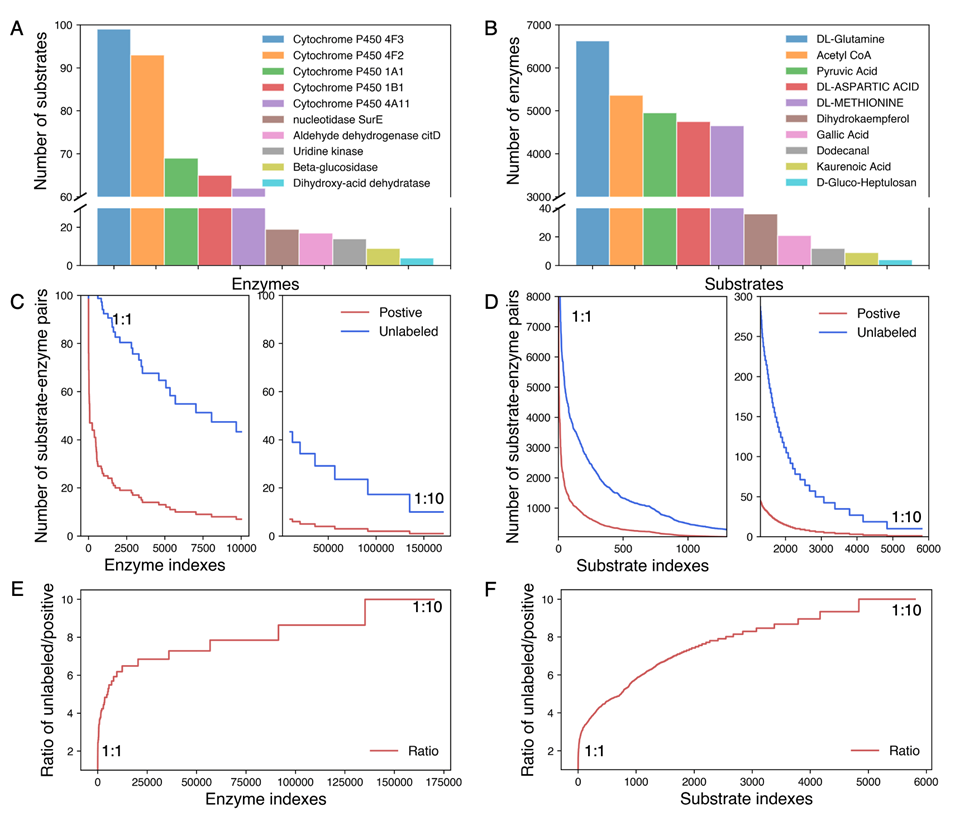 A
Number of substrates
100
90
80
70
60
20
0
Cytochrome P450 4F3
Cytochrome P450 4F2
Cytochrome P450 1A1
Cytochrome P450 1B1
Cytochrome P450 4A11
nucleotidase SurE
Aldehyde dehydrogenase citD
Uridine kinase
Beta-glucosidase
Dihydroxy-acid dehydratase
Enzymes
B
Number of enzymes
7000
6000
5000
4000
3000
40
20
0
DL-Glutamine
Acetyl CoA
Pyruvic Acid
DL-ASPARTIC ACID
DL-METHIONINE
Dihydrokaempferol
Gallic Acid
Dodecanal
Kaurenoic Acid
D-Gluco-Heptulosan
Substrates
C
Number of substrate-enzyme pairs
100
80
60
40
20
0
1:1
0 2500 5000 7500 10000
100
80
60
40
20
0
Postive
Unlabeled
1:10
50000 100000 150000
Enzyme indexes
D
Number of substrate-enzyme pairs
8000
7000
6000
5000
4000
3000
2000
1000
1:1
0 500 1000
300
250
200
150
100
50
0
Postive
Unlabeled
1:10
2000 3000 4000 5000 6000
Substrate indexes
E
Ratio of unlabeled/positive
10
8
6
4
2
1:10
1:1
Ratio
0 25000 50000 75000 100000 125000 150000 175000
Enzyme indexes
F
Ratio of unlabeled/positive
10
8
6
4
2
1:10
1:1
Ratio
0 1000 2000 3000 4000 5000 6000
Substrate indexes